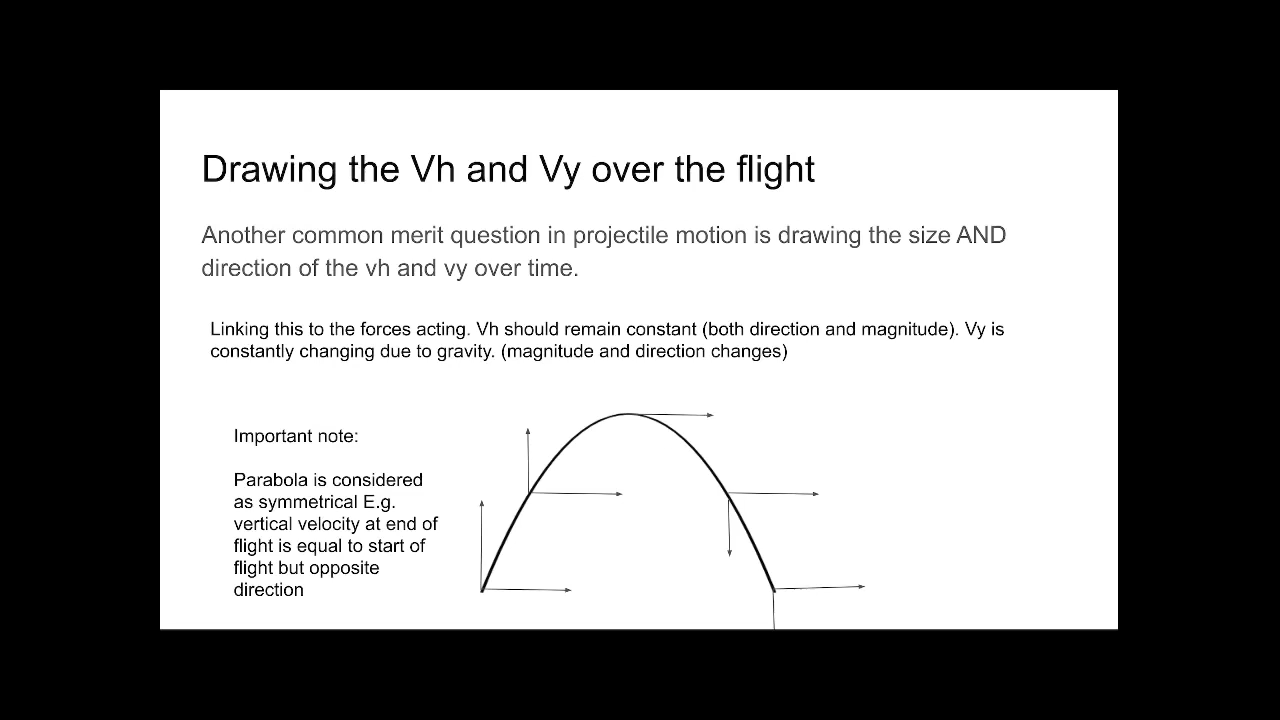 Drawing the Vh and Vy over the flight
Another common merit question in projectile motion is drawing the size AND
direction of the vh and vy over time.
Linking this to the forces acting. Vh should remain constant (both direction and magnitude). Vy is
constantly changing due to gravity. (magnitude and direction changes)
Important note:
Parabola is considered
as symmetrical E.g.
vertical velocity at end of
flight is equal to start of
flight but opposite
direction